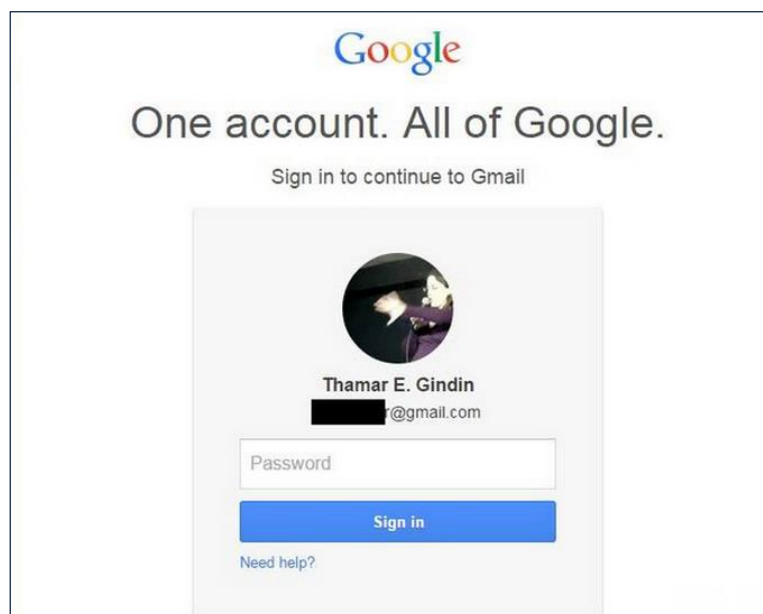 Google
One account. All of Google.
Sign in to continue to Gmail
Thamar E. Gindin
r@gmail.com
Password
Sign in
Need help?